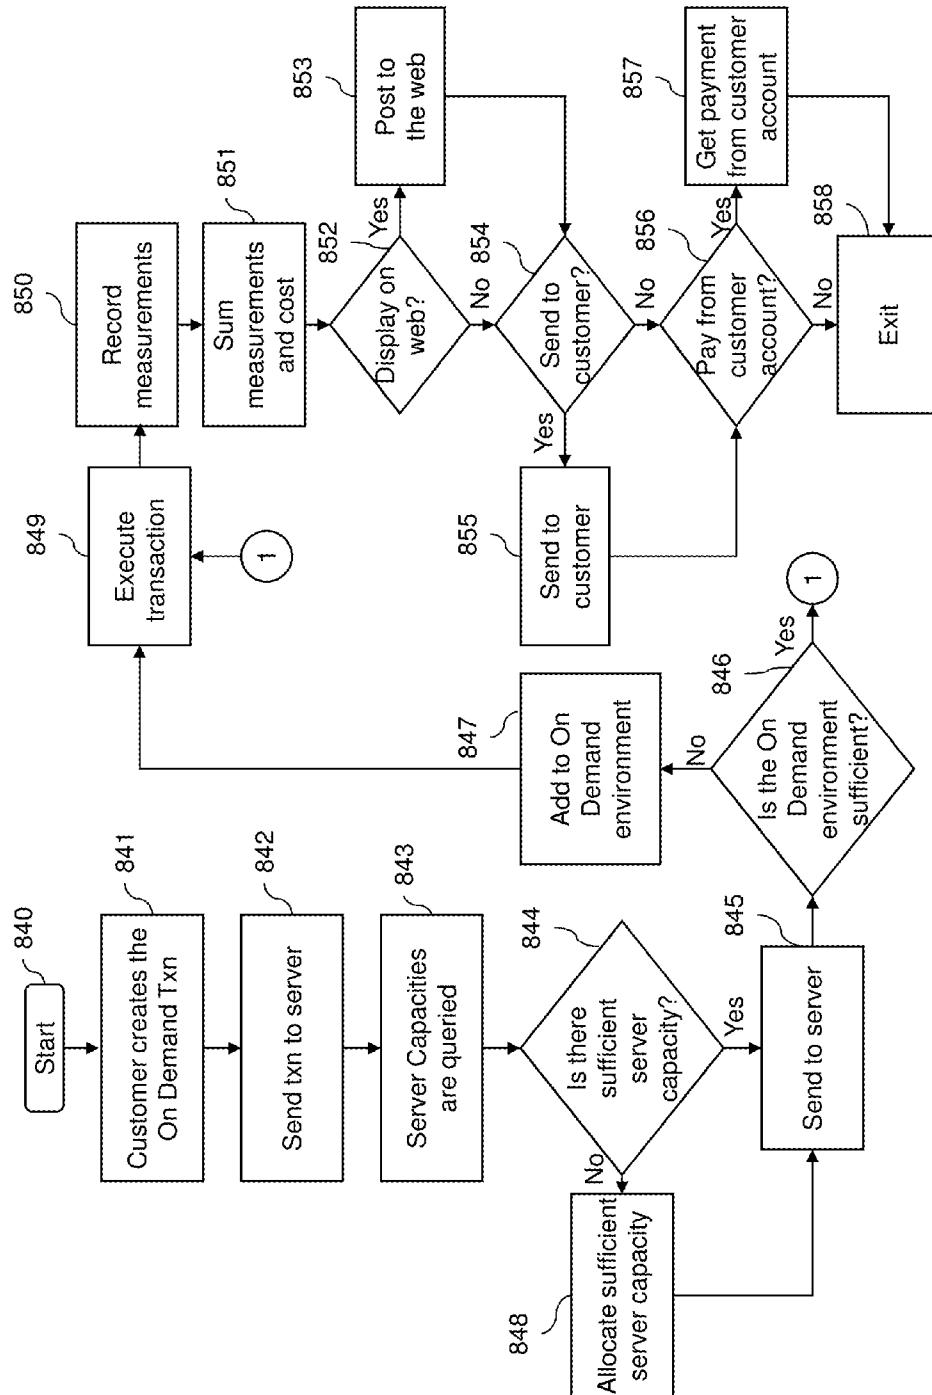 840
Start
841
Customer creates the
On Demand Txn
842
Send txn to server
843
Server Capacities
are queried
844
Is there
sufficient
server
capacity?
No
Yes
848
Allocate sufficient
server capacity
845
Send to server
846
Is the On
Demand
environment
sufficient?
No
Yes
1
847
Add to On
Demand
environment
849
Execute
transaction
1
850
Record
measurements
851
Sum
measurements
and cost
852
Display on
web?
Yes
No
853
Post to
the web
854
Send to
customer?
Yes
No
855
Send to
customer
856
Pay from
customer
account?
Yes
No
857
Get payment
from customer
account
858
Exit